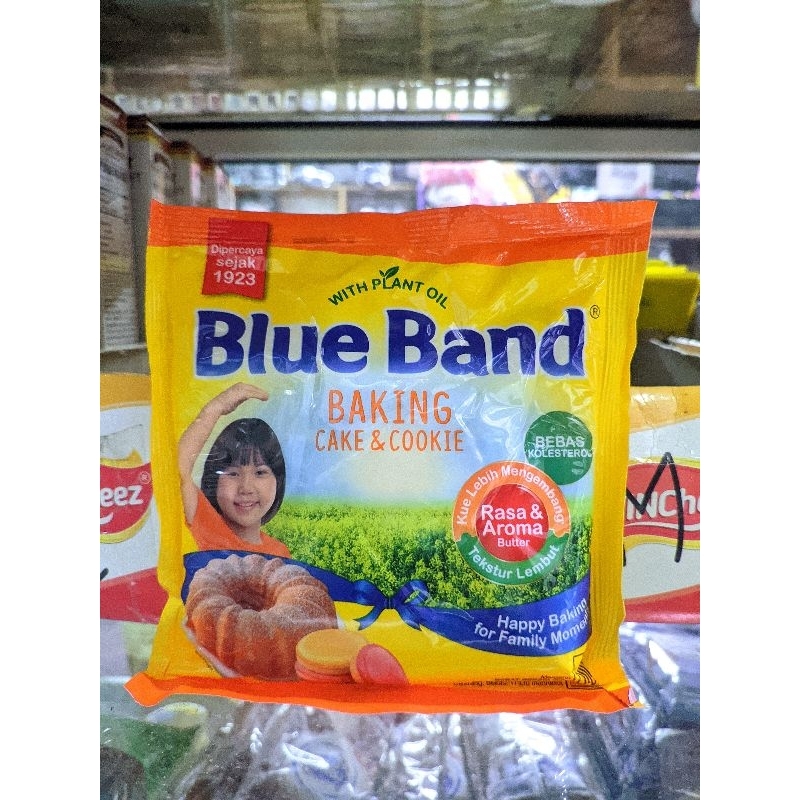 Dipercaya
sejak
1923
WITH PLANT OIL
Blue Band®
BAKING
CAKE & COOKIE
BEBAS
KOLESTEROL
Kue Lebih Mengembang
Rasa &
Aroma
Butter
Tekstur Lembut
Happy Baking
for Family
eez®